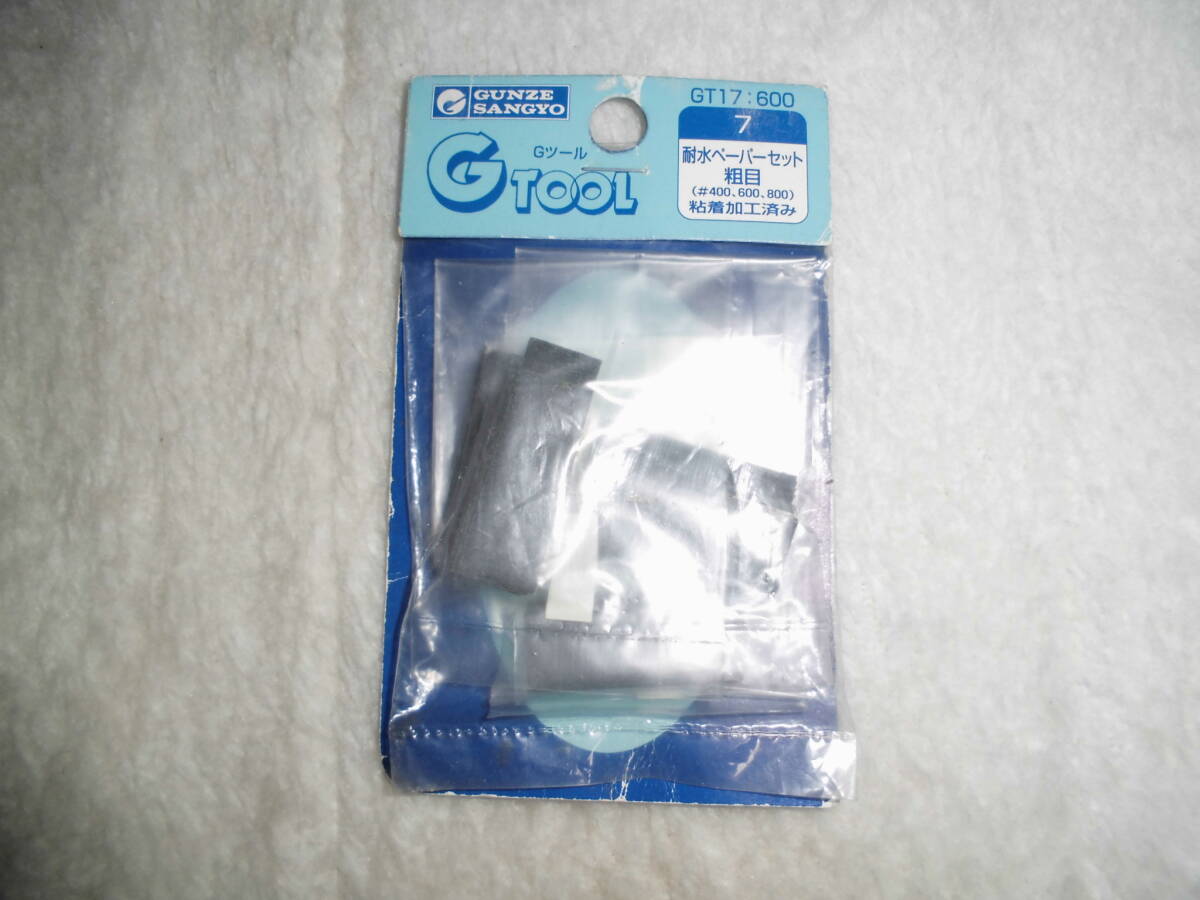 GUNZE
SANGYO
Gツール
G TOOL
GT17:600
7
耐水ペーパーセット
粗目
(#400、600、800)
粘着加工済み